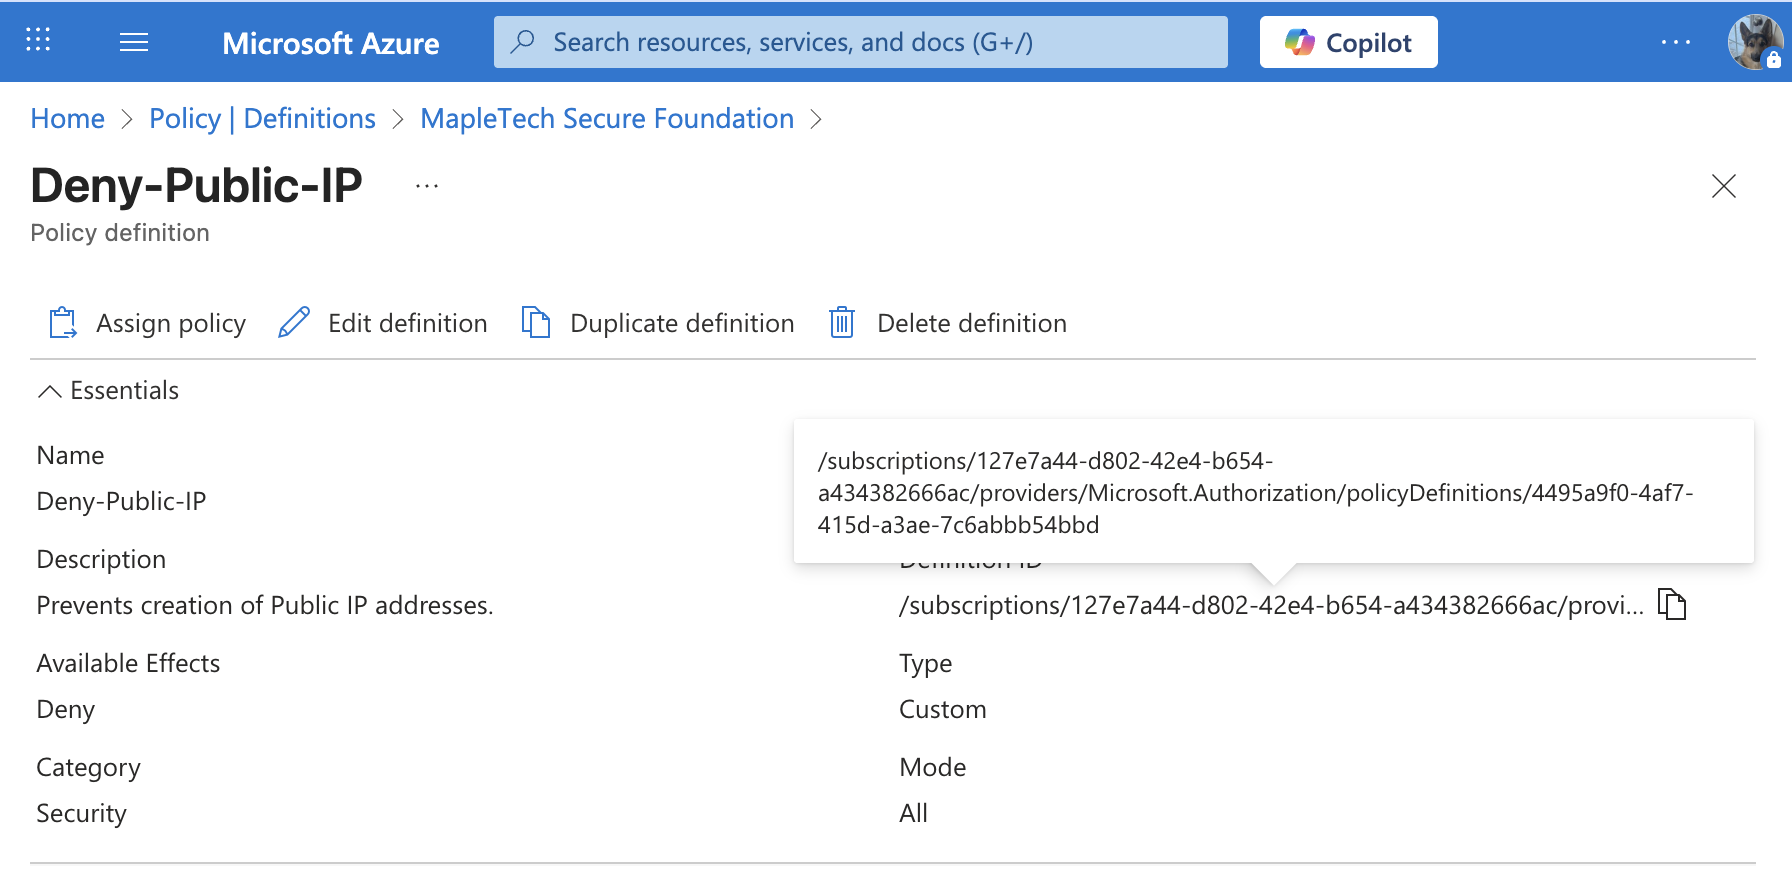 Microsoft Azure
Search resources, services, and docs (G+/)
Copilot
Home > Policy | Definitions > MapleTech Secure Foundation >
Deny-Public-IP ...
Policy definition
Assign policy
Edit definition
Duplicate definition
Delete definition
Essentials
Name
Deny-Public-IP
/subscriptions/127e7a44-d802-42e4-b654-
a434382666ac/providers/Microsoft.Authorization/policyDefinitions/4495a9f0-4af7-
415d-a3ae-7c6abbb54bbd
Description
Definition ID
Prevents creation of Public IP addresses.
/subscriptions/127e7a44-d802-42e4-b654-a434382666ac/provi...
Available Effects
Type
Deny
Custom
Category
Mode
Security
All